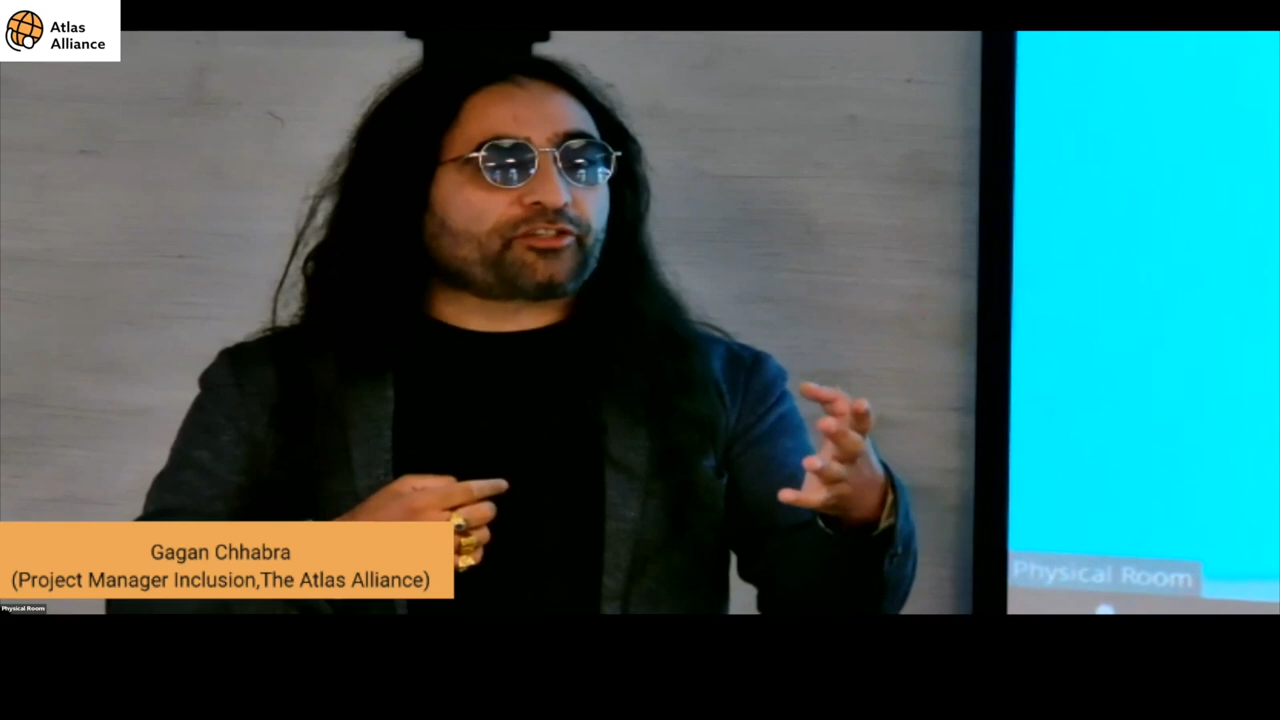 Atlas
Alliance
Gagan Chhabra
(Project Manager Inclusion,The Atlas Alliance)
Physical Room
Physical Room